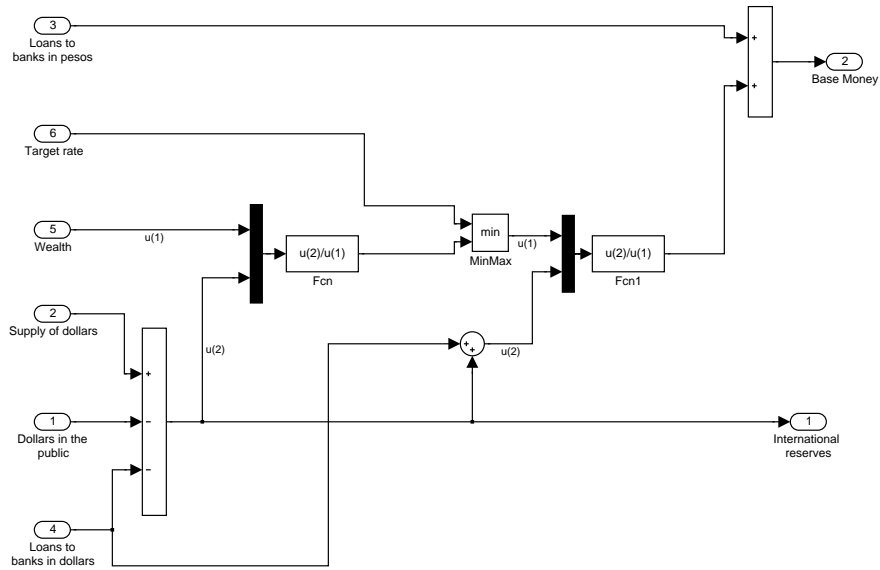 3
Loans to
banks in pesos
+
+
2
Base Money
6
Target rate
5
Wealth
u(1)
u(2)/u(1)
Fcn
min
MinMax
u(1)
u(2)/u(1)
Fcn1
2
Supply of dollars
u(2)
+
+
u(2)
+
−
−
1
Dollars in the
public
1
International
reserves
4
Loans to
banks in dollars